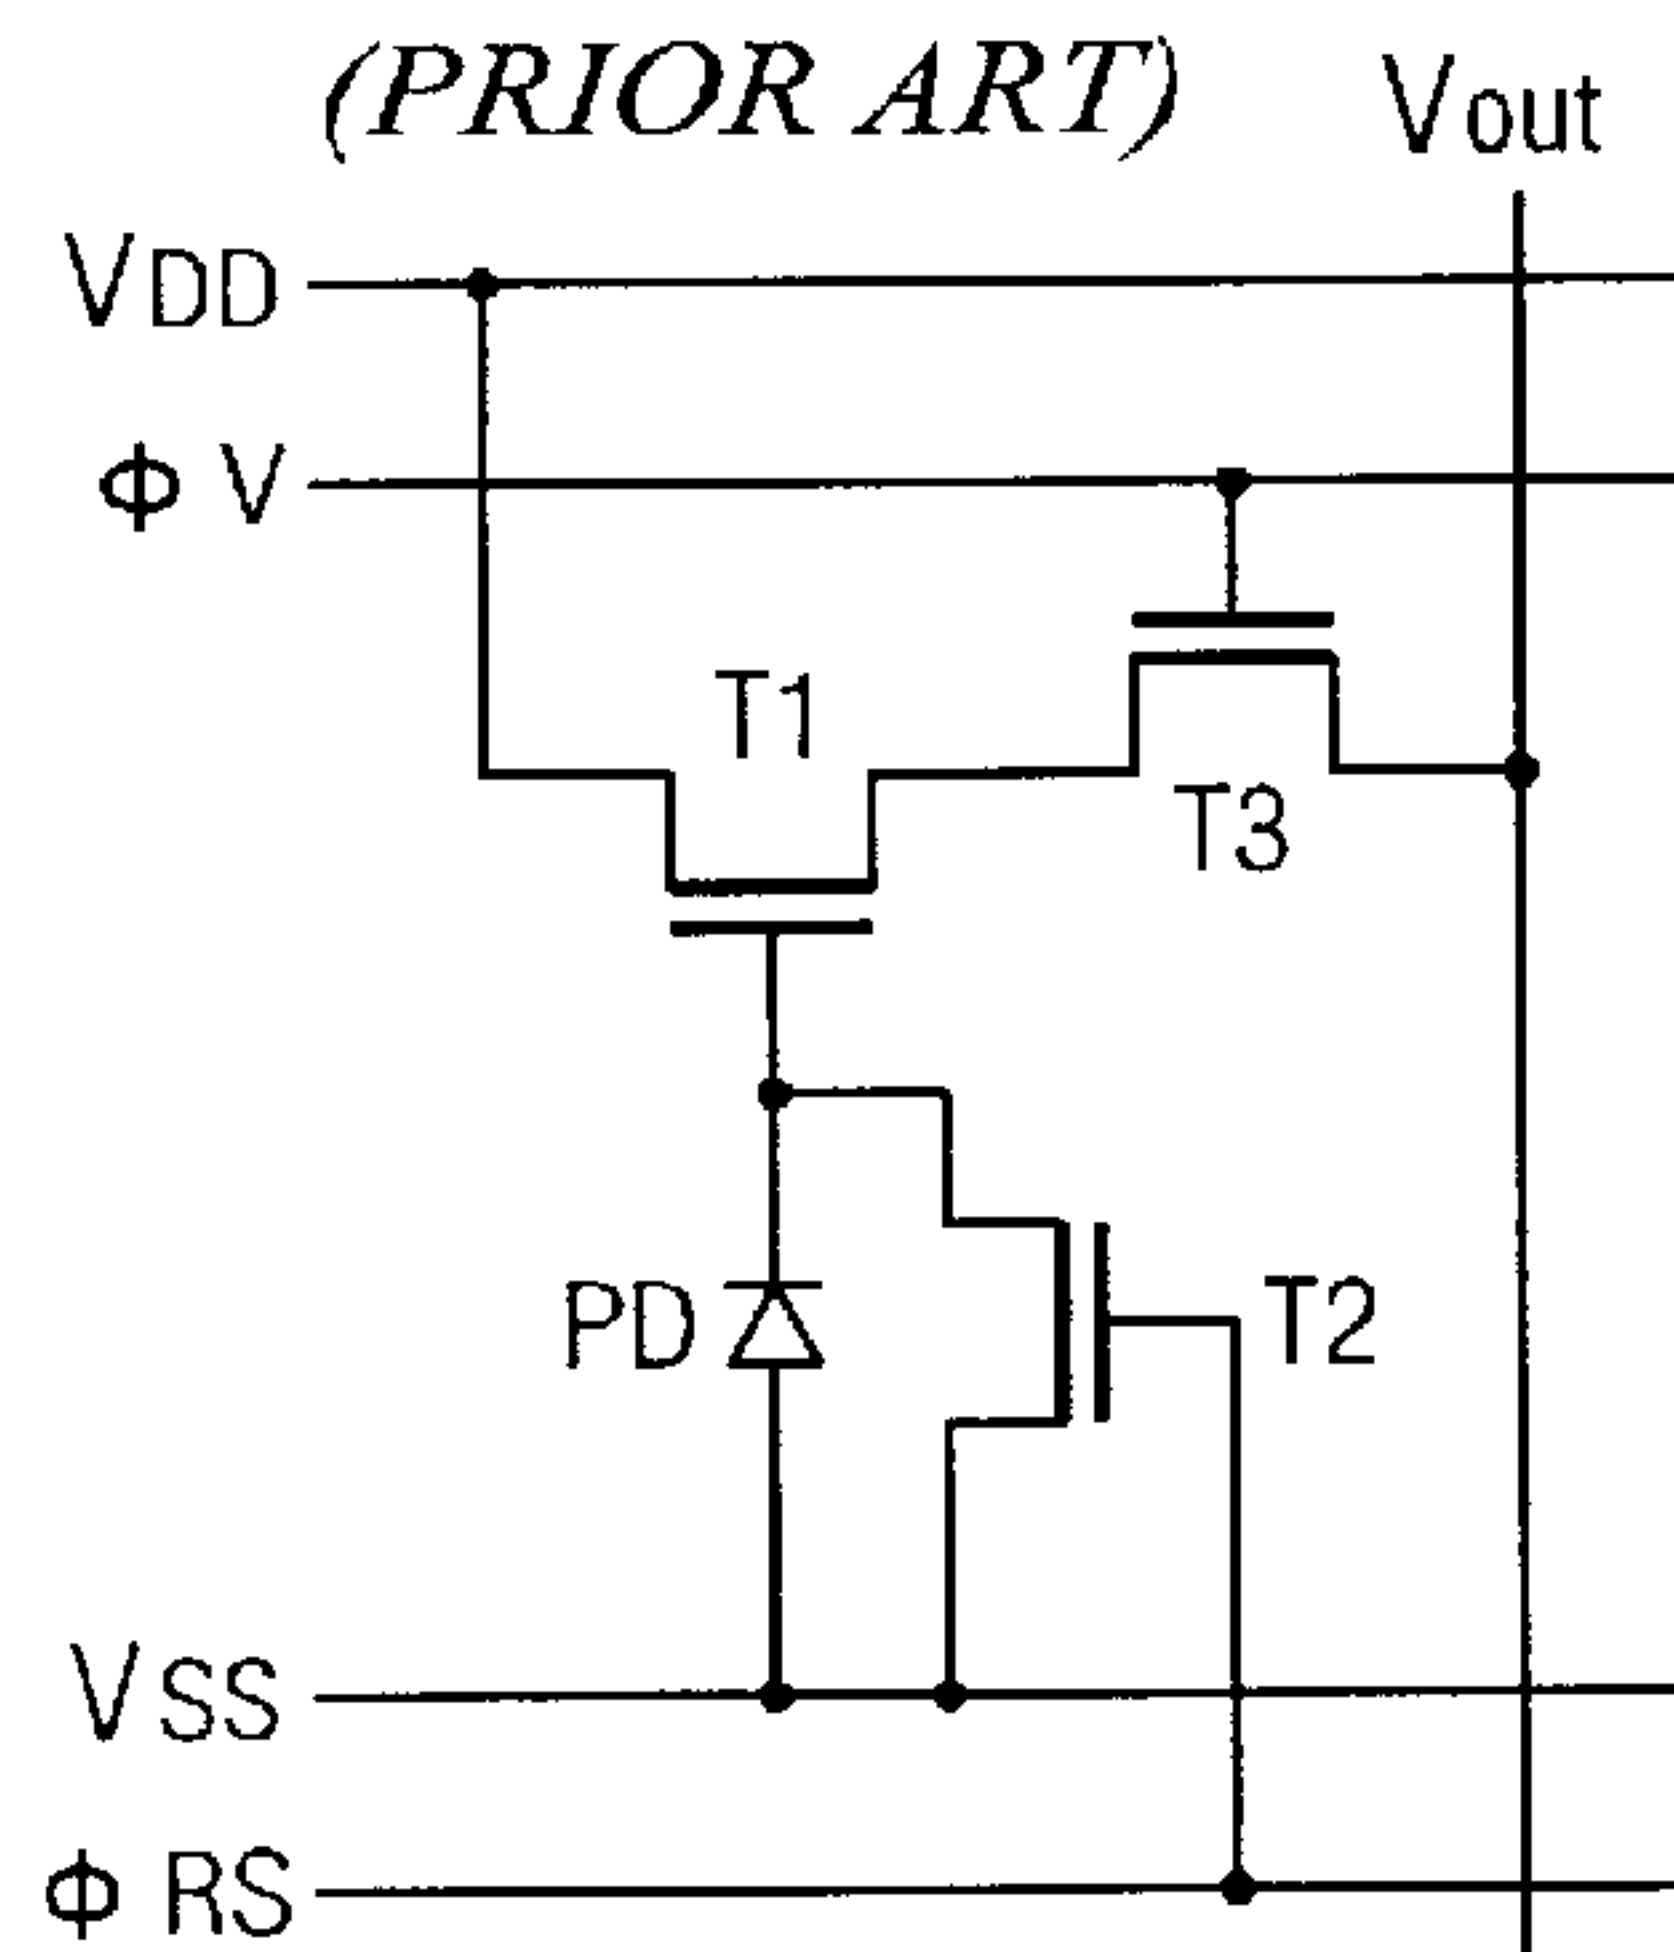 (PRIOR ART)
Vout
VDD
Φ V
T1
T3
PD
T2
VSS
Φ RS